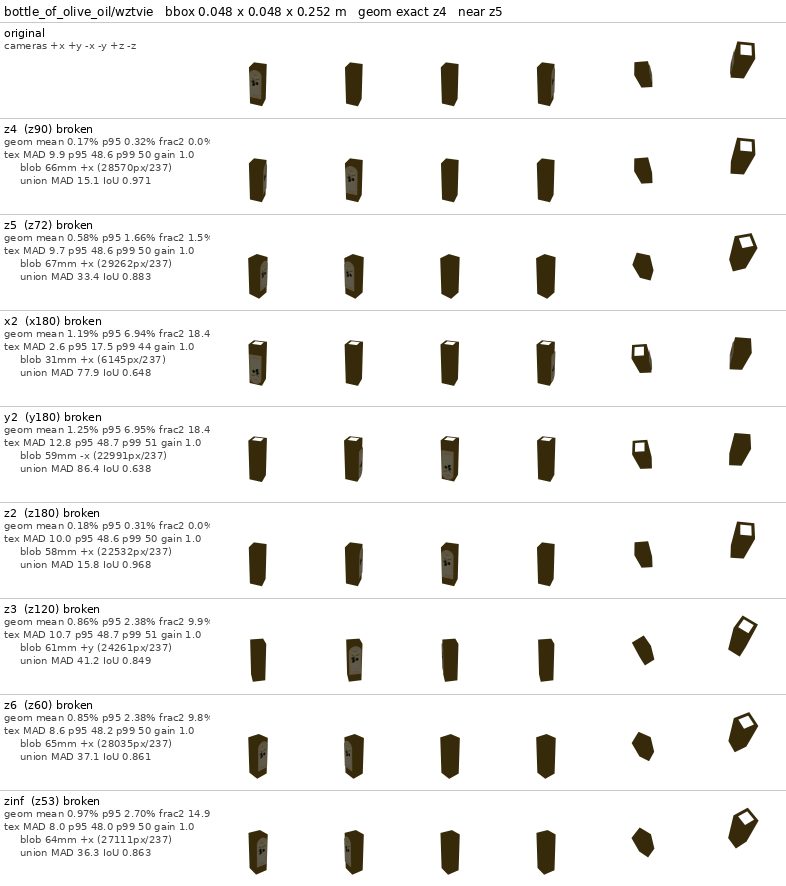 bottle_of_olive_oil/wztvie   bbox 0.048 x 0.048 x 0.252 m   geom exact z4   near z5
original
cameras +x +y -x -y +z -z
z4  (z90) broken
geom mean 0.17% p95 0.32% frac2 0.0%
tex MAD 9.9 p95 48.6 p99 50 gain 1.0
blob 66mm +x (28570px/237)
union MAD 15.1 IoU 0.971
z5  (z72) broken
geom mean 0.58% p95 1.66% frac2 1.5%
tex MAD 9.7 p95 48.6 p99 50 gain 1.0
blob 67mm +x (29262px/237)
union MAD 33.4 IoU 0.883
x2  (x180) broken
geom mean 1.19% p95 6.94% frac2 18.4
tex MAD 2.6 p95 17.5 p99 44 gain 1.0
blob 31mm +x (6145px/237)
union MAD 77.9 IoU 0.648
y2  (y180) broken
geom mean 1.25% p95 6.95% frac2 18.4
tex MAD 12.8 p95 48.7 p99 51 gain 1.0
blob 59mm -x (22991px/237)
union MAD 86.4 IoU 0.638
z2  (z180) broken
geom mean 0.18% p95 0.31% frac2 0.0%
tex MAD 10.0 p95 48.6 p99 50 gain 1.0
blob 58mm +x (22532px/237)
union MAD 15.8 IoU 0.968
z3  (z120) broken
geom mean 0.86% p95 2.38% frac2 9.9%
tex MAD 10.7 p95 48.7 p99 51 gain 1.0
blob 61mm +y (24261px/237)
union MAD 41.2 IoU 0.849
z6  (z60) broken
geom mean 0.85% p95 2.38% frac2 9.8%
tex MAD 8.6 p95 48.2 p99 50 gain 1.0
blob 65mm +x (28035px/237)
union MAD 37.1 IoU 0.861
zinf  (z53) broken
geom mean 0.97% p95 2.70% frac2 14.9
tex MAD 8.0 p95 48.0 p99 50 gain 1.0
blob 64mm +x (27111px/237)
union MAD 36.3 IoU 0.863